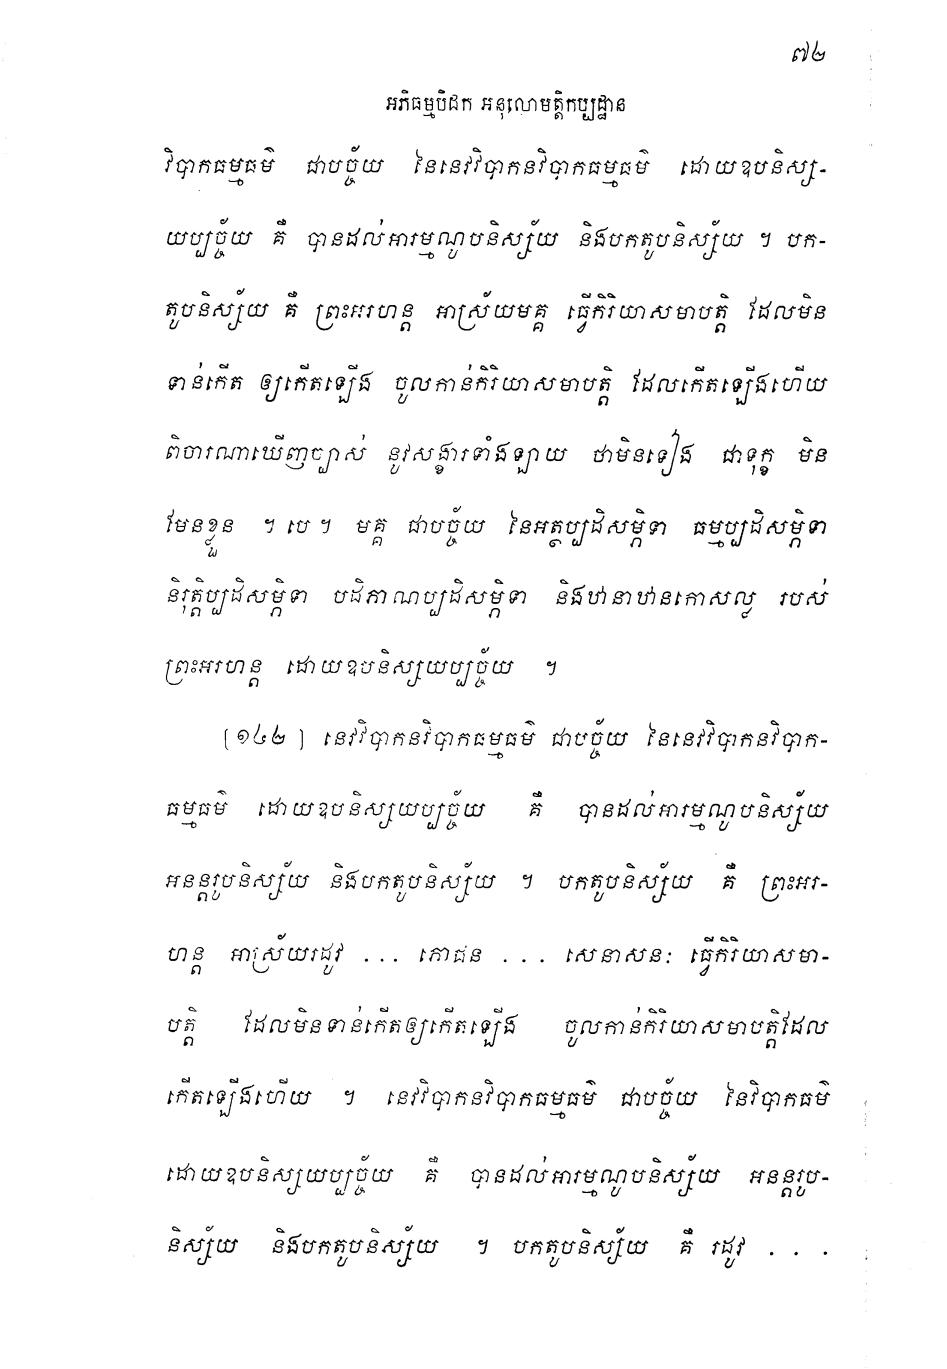 ៧២
អភិធម្មបិដក អនុលោមត្តិកប្បដ្ឋាន
វិបាកធម្មធម៌ ជាបច្ច័យ នៃនេវវិបាកនវិបាកធម្មធម៌ ដោយឧបនិស្ស-
យប្បច្ច័យ គឺ បានដល់អារម្មណូបនិស្ស័យ និងបកតូបនិស្ស័យ ។ បក-
តូបនិស្ស័យ គឺ ព្រះអរហន្ត អាស្រ័យមគ្គ ធ្វើកិរិយាសមាបត្តិ ដែលមិន
ទាន់កើត ឲ្យកើតឡើង ចូលកាន់កិរិយាសមាបត្តិ ដែលកើតឡើងហើយ
ពិចារណាឃើញច្បាស់ នូវសង្ខារទាំងឡាយ ថាមិនទៀង ជាទុក្ខ មិន
មែនខ្លួន ។ បេ ។ មគ្គ ជាបច្ច័យ នៃអត្ថប្បដិសម្ភិទា ធម្មប្បដិសម្ភិទា
និរុត្តិប្បដិសម្ភិទា បដិភាណប្បដិសម្ភិទា និងឋានាឋានកោសល្ល របស់
ព្រះអរហន្ត ដោយឧបនិស្សយប្បច្ច័យ ។
[១៤២] នេវវិបាកនវិបាកធម្មធម៌ ជាបច្ច័យ នៃនេវវិបាកនវិបាក-
ធម្មធម៌ ដោយឧបនិស្សយប្បច្ច័យ គឺ បានដល់អារម្មណូបនិស្ស័យ
អនន្តរូបនិស្ស័យ និងបកតូបនិស្ស័យ ។ បកតូបនិស្ស័យ គឺ ព្រះអរ-
ហន្ត អាស្រ័យរដូវ ... ភោជន ... សេនាសនៈ ធ្វើកិរិយាសមា-
បត្តិ ដែលមិនទាន់កើតឲ្យកើតឡើង ចូលកាន់កិរិយាសមាបត្តិដែល
កើតឡើងហើយ ។ នេវវិបាកនវិបាកធម្មធម៌ ជាបច្ច័យ នៃវិបាកធម៌
ដោយឧបនិស្សយប្បច្ច័យ គឺ បានដល់អារម្មណូបនិស្ស័យ អនន្តរូប-
និស្ស័យ និងបកតូបនិស្ស័យ ។ បកតូបនិស្ស័យ គឺ រដូវ ...